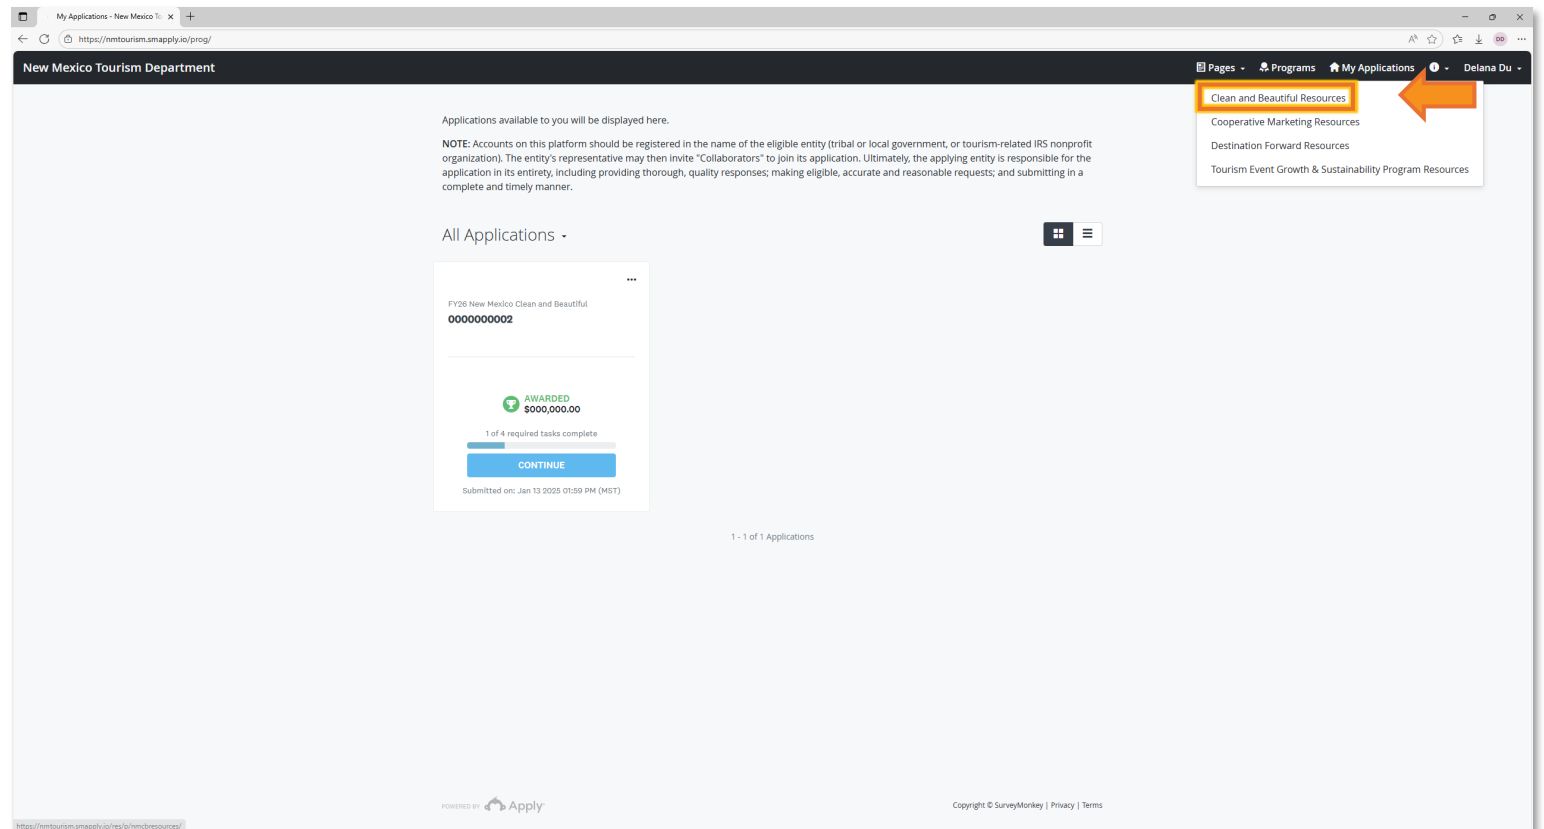 My Applications - New Mexico To
https://nmtourism.smapply.io/prog/
DD
New Mexico Tourism Department
Pages
Programs
My Applications
Delana Du
Clean and Beautiful Resources
Cooperative Marketing Resources
Destination Forward Resources
Tourism Event Growth & Sustainability Program Resources
Applications available to you will be displayed here.
NOTE: Accounts on this platform should be registered in the name of the eligible entity (tribal or local government, or tourism-related IRS nonprofit
organization). The entity's representative may then invite "Collaborators" to join its application. Ultimately, the applying entity is responsible for the
application in its entirety, including providing thorough, quality responses; making eligible, accurate and reasonable requests; and submitting in a
complete and timely manner.
All Applications
FY26 New Mexico Clean and Beautiful
0000000002
AWARDED
$000,000.00
1 of 4 required tasks complete
CONTINUE
Submitted on: Jan 13 2025 01:59 PM (MST)
1 - 1 of 1 Applications
POWERED BY Apply
Copyright © SurveyMonkey | Privacy | Terms
https://nmtourism.smapply.io/res/p/nmcbresources/